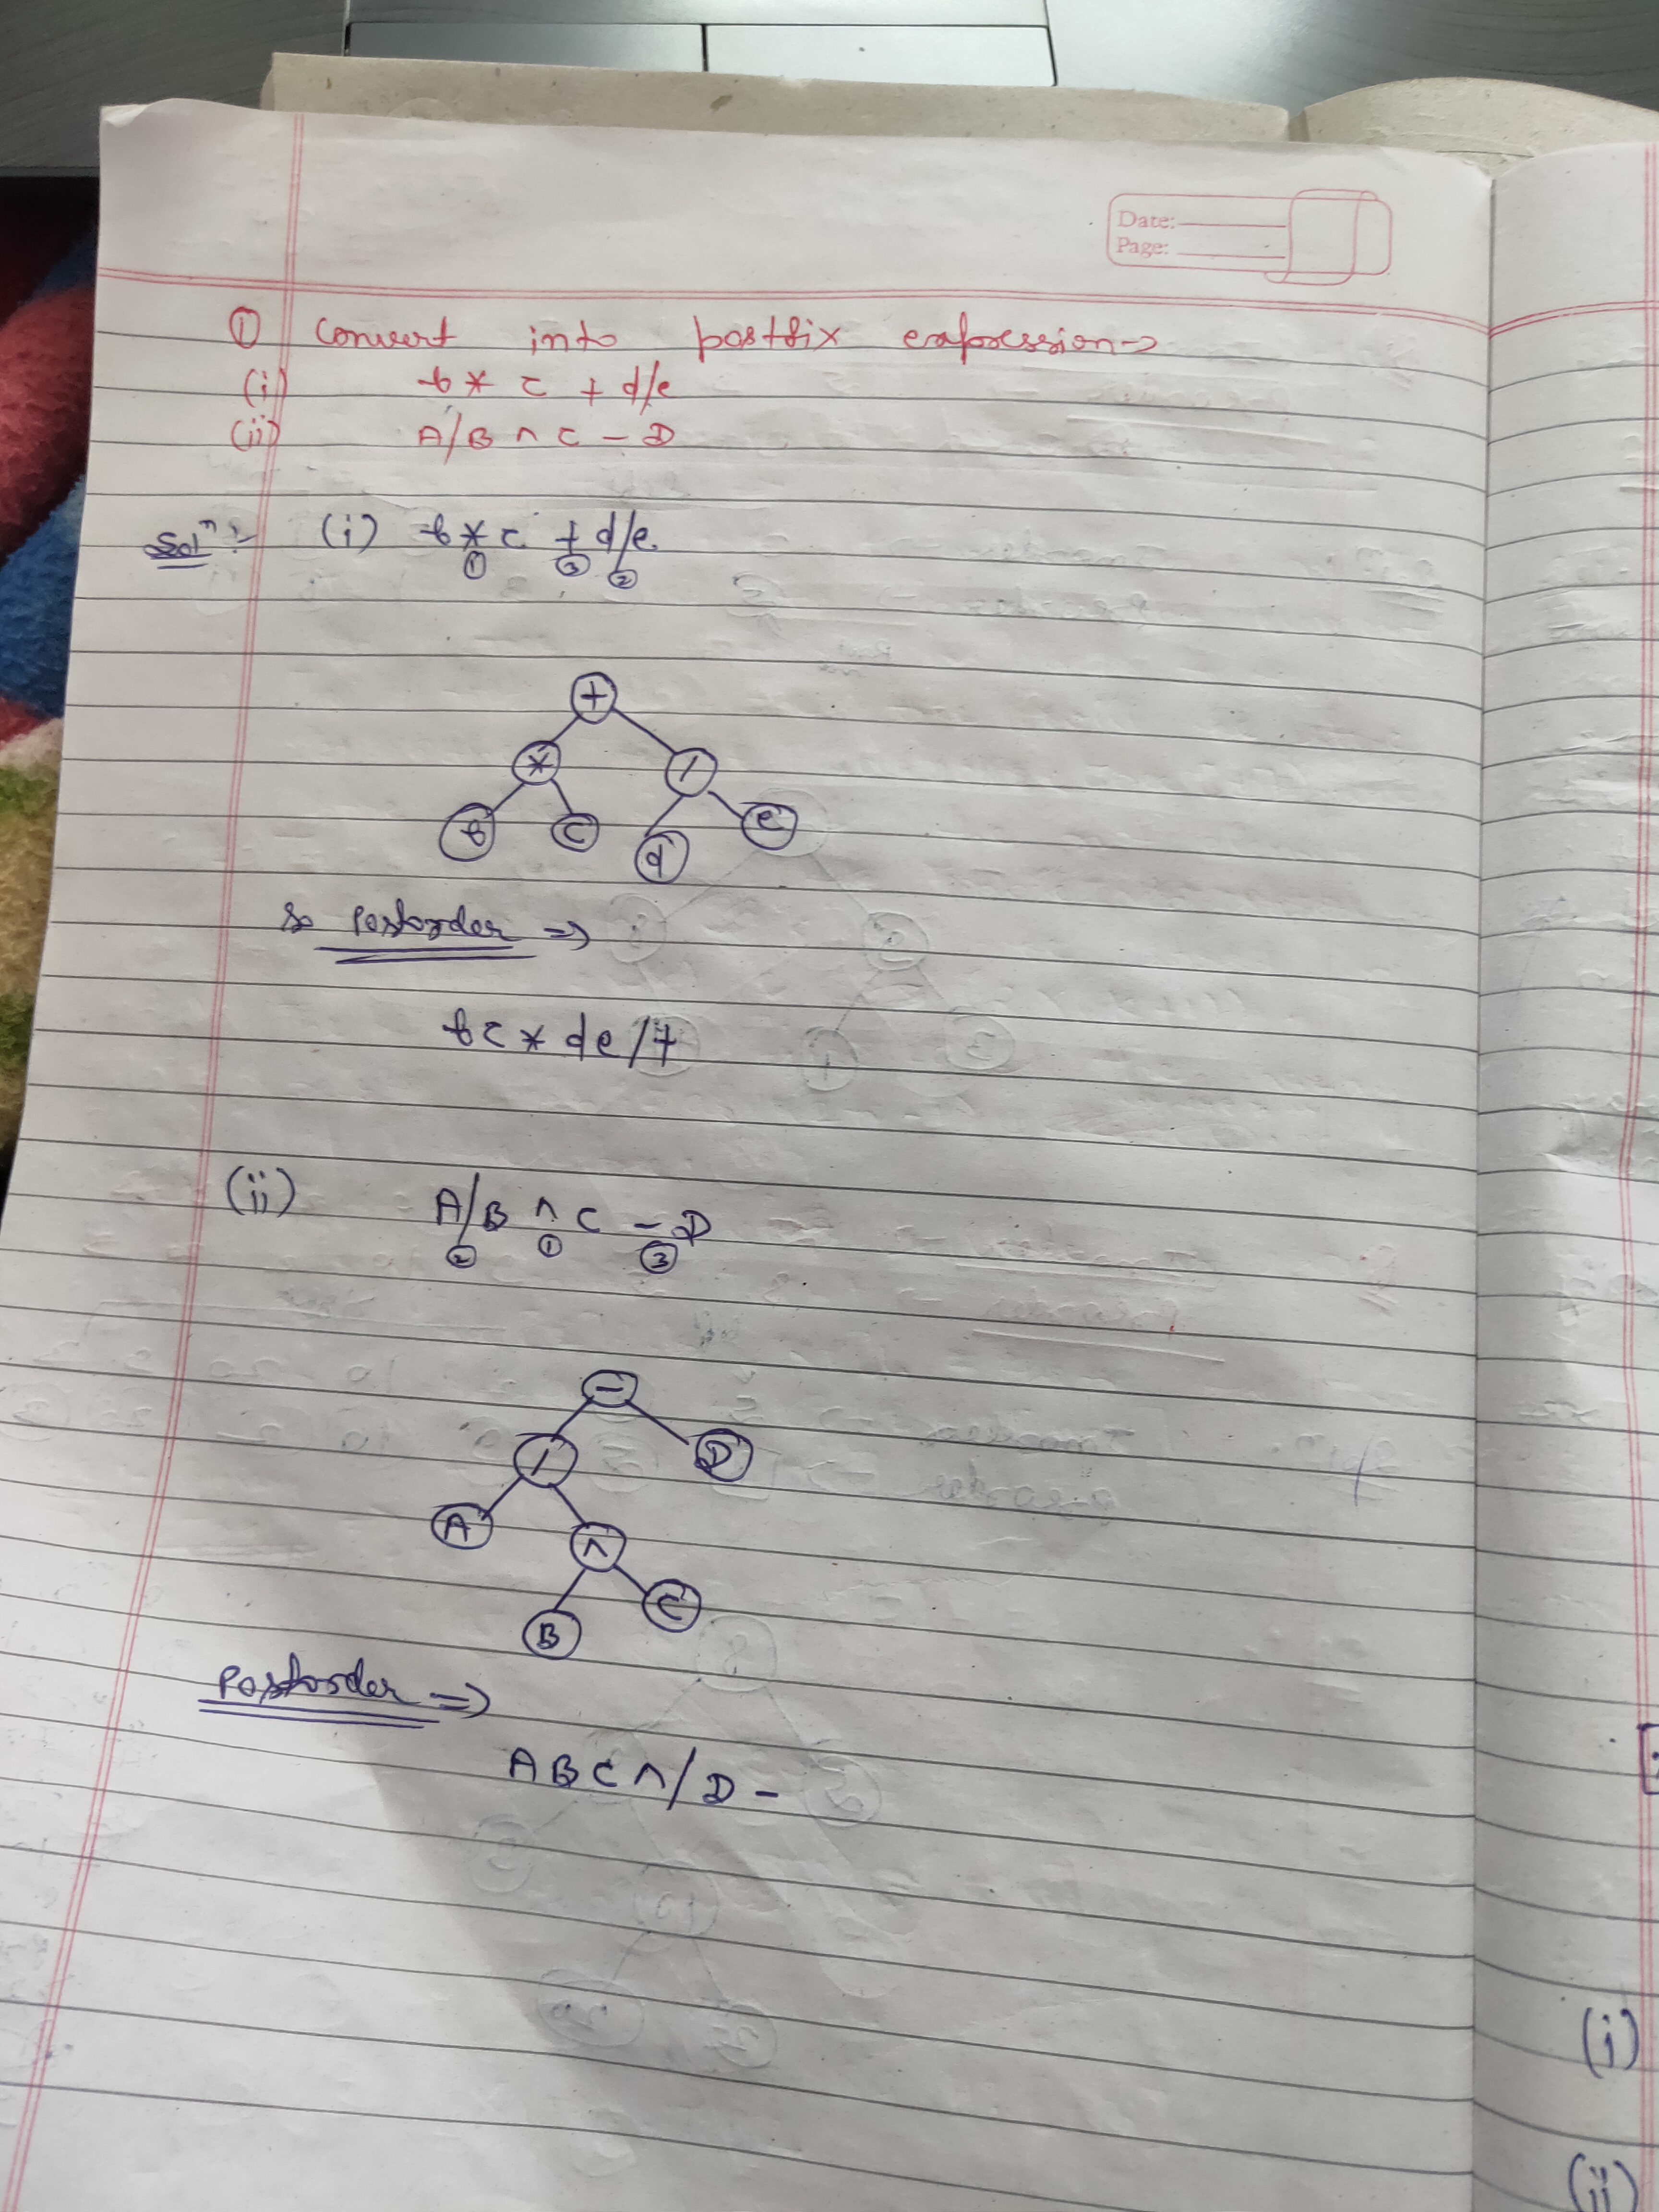 Date:
Page:
① Convert into postfix expression->
(i) b * c + d/e
(ii) A/B ^ C - D
Solⁿ:- (i) b * c + d/e
① ③ ②
+
* /
b c d e
So Postorder =>
bc * de/+
(ii) A/B ^ C - D
② ① ③
-
/ D
A ^
B C
Postorder =>
ABC^/D-
(i)
(ii)